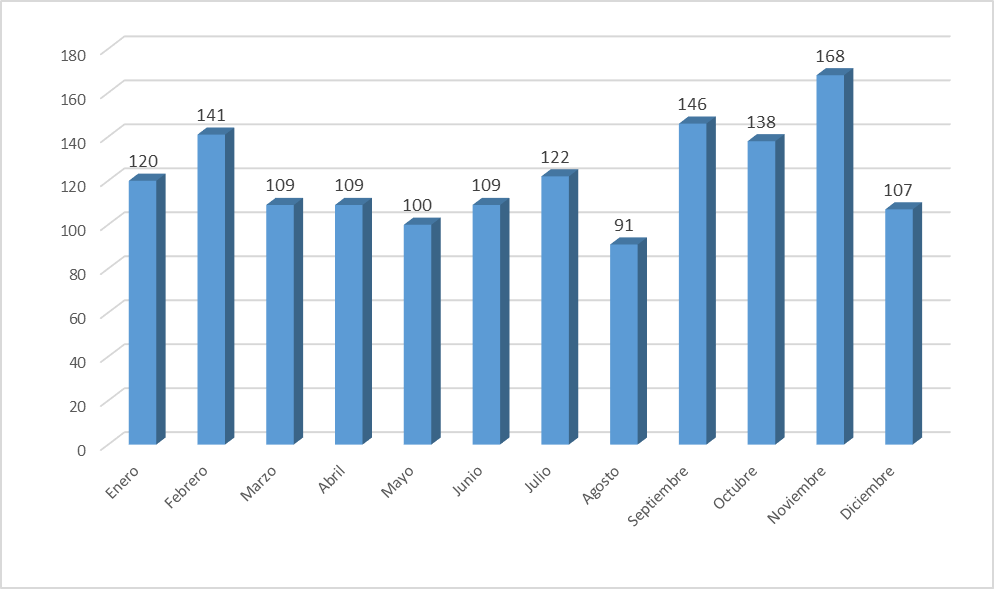 180
160
140
120
100
80
60
40
20
0
120
141
109
109
100
109
122
91
146
138
168
107
Enero
Febrero
Marzo
Abril
Mayo
Junio
Julio
Agosto
Septiembre
Octubre
Noviembre
Diciembre